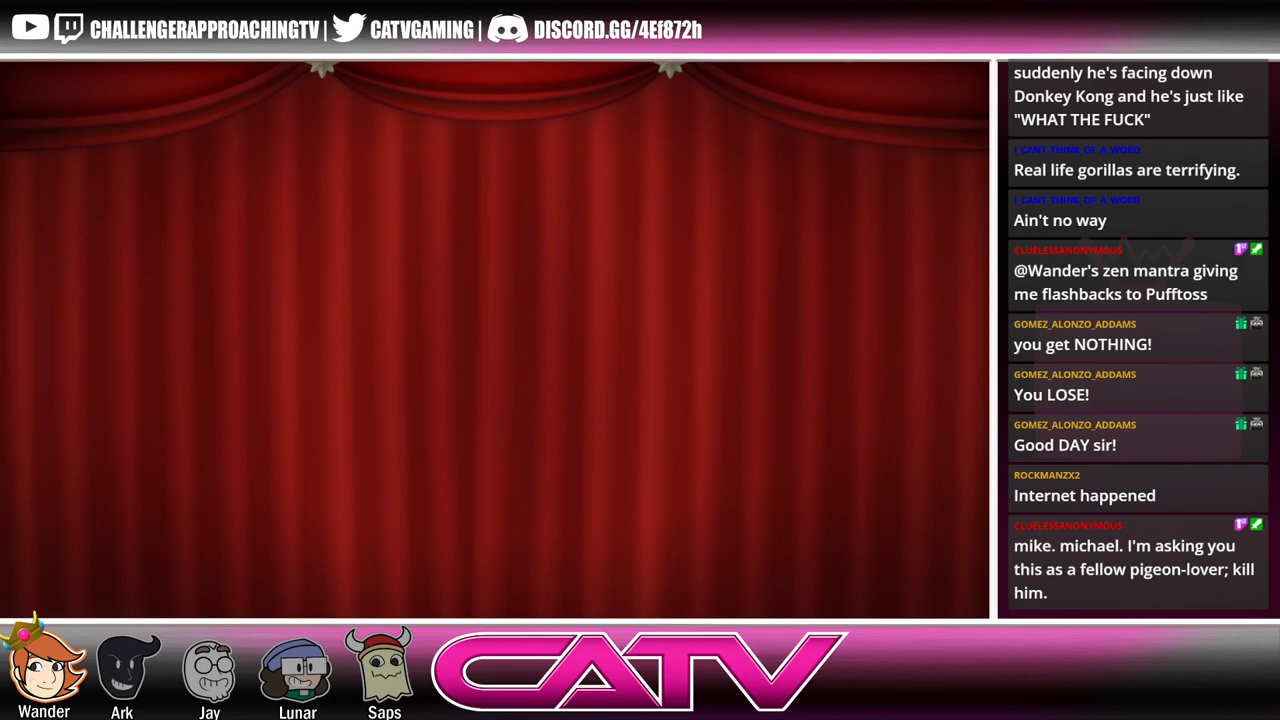 CHALLENGERAPPROACHINGTV | CATVGAMING | DISCORD.GG/4Ef872h
suddenly he's facing down
Donkey Kong and he's just like
"WHAT THE FUCK"
I_CANT_THINK_OF_A_WORD
Real life gorillas are terrifying.
I_CANT_THINK_OF_A_WORD
Ain't no way
CLUELESSANONYMOUS
@Wander's zen mantra giving
me flashbacks to Pufftoss
GOMEZ_ALONZO_ADDAMS
you get NOTHING!
GOMEZ_ALONZO_ADDAMS
You LOSE!
GOMEZ_ALONZO_ADDAMS
Good DAY sir!
ROCKMANZX2
Internet happened
CLUELESSANONYMOUS
mike. michael. I'm asking you
this as a fellow pigeon-lover; kill
him.
CATV
Wander Ark Jay Lunar Saps